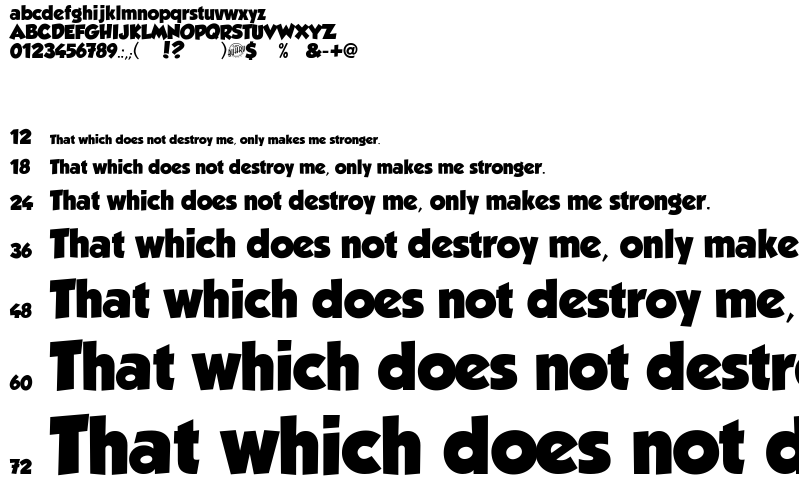 abcdefghijklmnopqrstuvwxyz
ABCDEFGHIJKLMNOPQRSTUVWXYZ
0123456789.:,;( !? )@$ % &-+@
12 That which does not destroy me, only makes me stronger.
18 That which does not destroy me, only makes me stronger.
24 That which does not destroy me, only makes me stronger.
36 That which does not destroy me, only make
48 That which does not destroy me,
60 That which does not destro
72 That which does not d